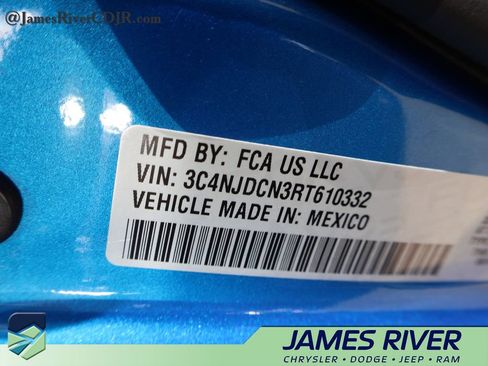 @JamesRiverCDJR.com
MFD BY: FCA US LLC
VIN: 3C4NJDCN3RT610332
VEHICLE MADE IN: MEXICO
JAMES RIVER
CHRYSLER • DODGE • JEEP • RAM